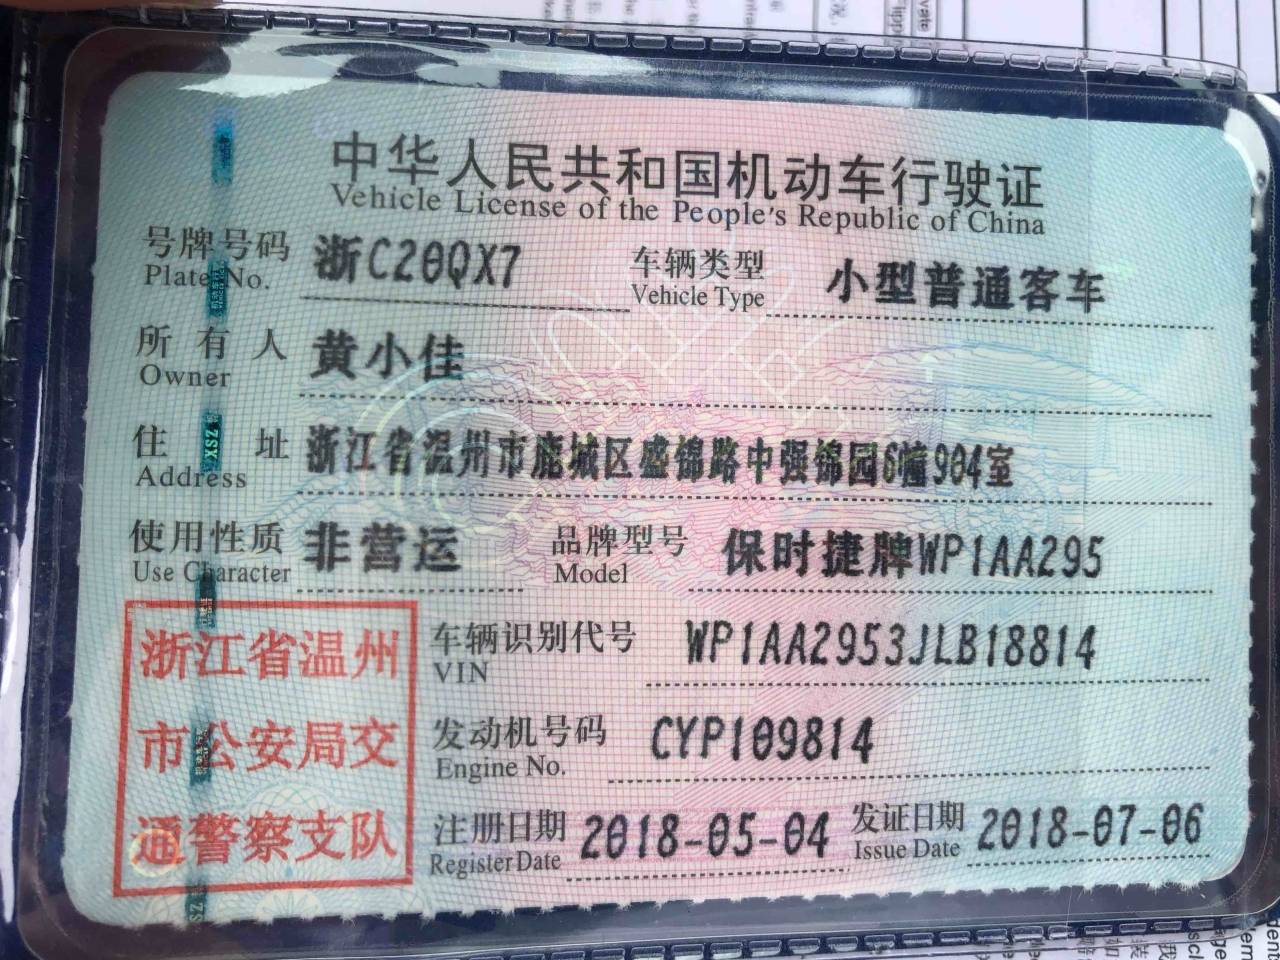 中华人民共和国机动车行驶证
Vehicle License of the People's Republic of China
号牌号码 浙C20QX7 车辆类型 小型普通客车
Plate No. Vehicle Type
所有人 黄小佳
Owner
住址 浙江省温州市鹿城区盛锦路中强锦园6幢904室
Address
使用性质 非营运 品牌型号 保时捷牌WP1AA295
Use Character Model
浙江省温州
市公安局交
通警察支队
车辆识别代号 WP1AA2953JLB18814
VIN
发动机号码 CYP109814
Engine No.
注册日期 2018-05-04 发证日期 2018-07-06
Register Date Issue Date